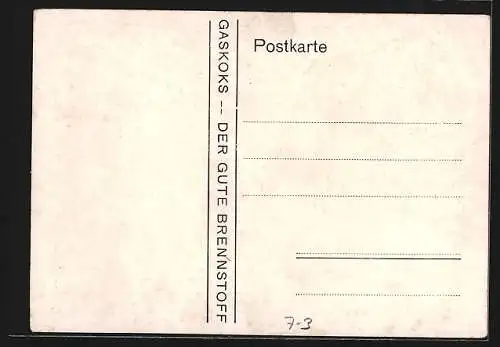 GASKOKS -- DER GUTE BRENNSTOFF
Postkarte
7-3